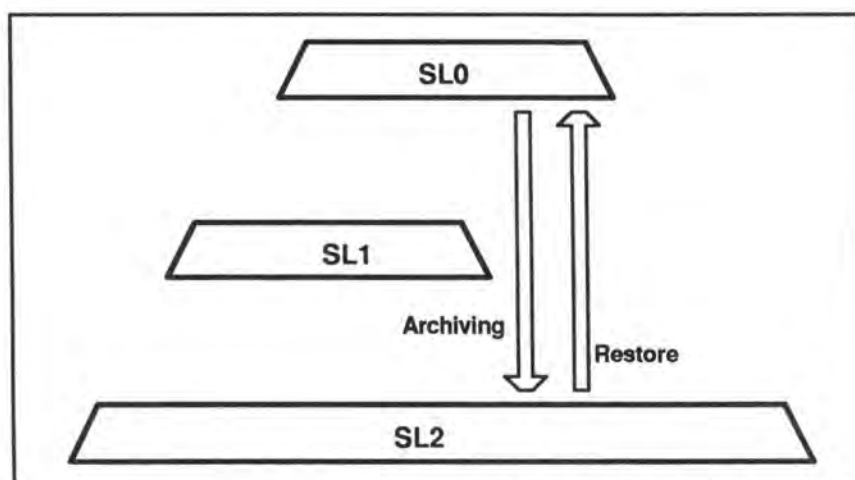 SL0
SL1
Archiving
Restore
SL2